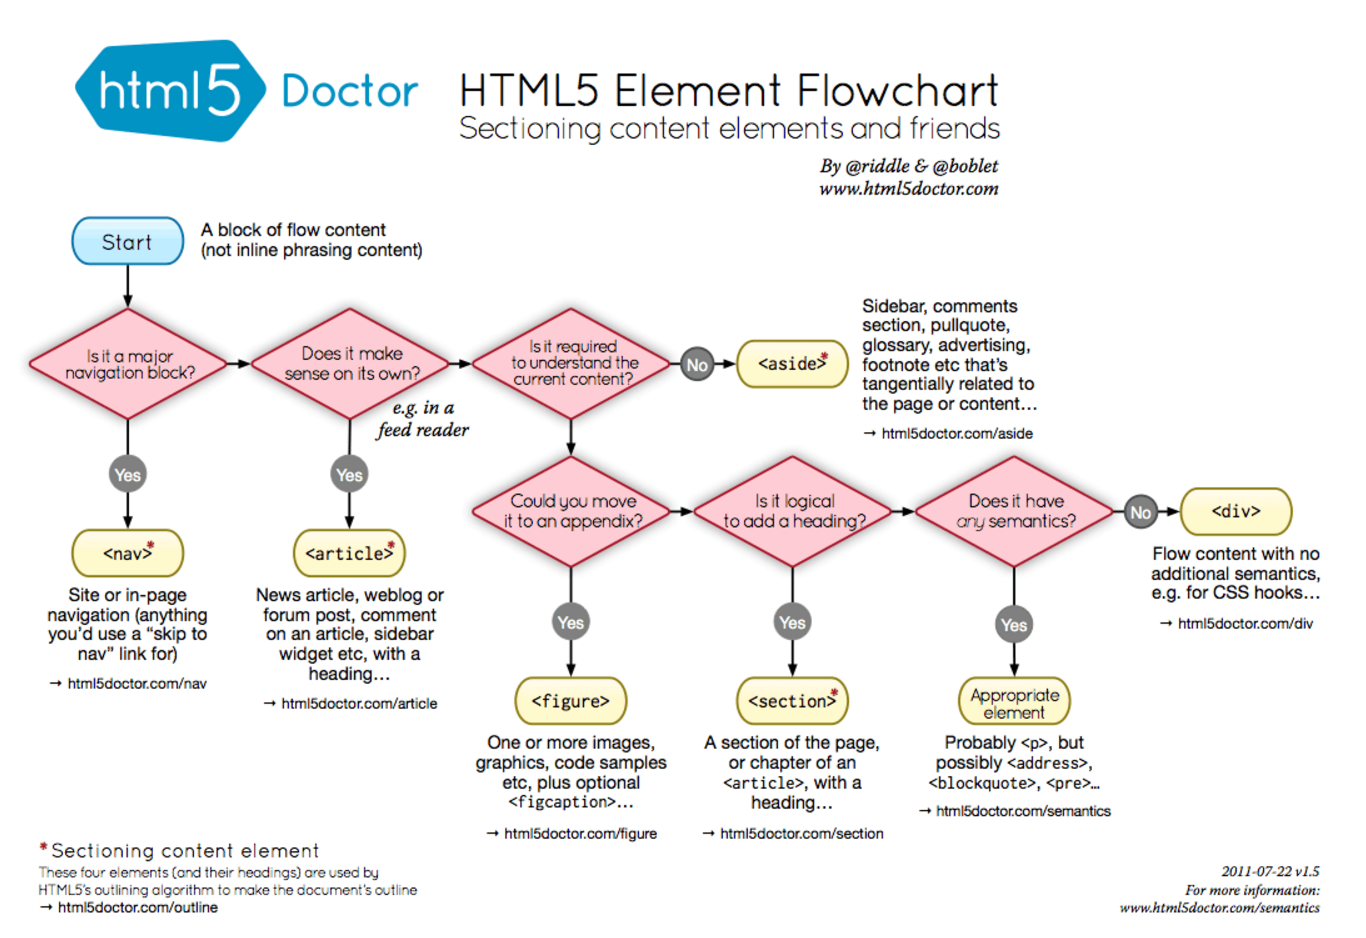 html5 Doctor
HTML5 Element Flowchart
Sectioning content elements and friends
By @riddle & @boblet
www.html5doctor.com
Start
A block of flow content
(not inline phrasing content)
Is it a major
navigation block?
Does it make
sense on its own?
e.g. in a
feed reader
Is it required
to understand the
current content?
No
<aside>*
Sidebar, comments
section, pullquote,
glossary, advertising,
footnote etc that's
tangentially related to
the page or content...
→ html5doctor.com/aside
Yes
<nav>*
Site or in-page
navigation (anything
you'd use a “skip to
nav” link for)
→ html5doctor.com/nav
Yes
<article>*
News article, weblog or
forum post, comment
on an article, sidebar
widget etc, with a
heading...
→ html5doctor.com/article
Could you move
it to an appendix?
Is it logical
to add a heading?
Does it have
any semantics?
No
<div>
Flow content with no
additional semantics,
e.g. for CSS hooks...
→ html5doctor.com/div
Yes
<figure>
One or more images,
graphics, code samples
etc, plus optional
<figcaption>...
→ html5doctor.com/figure
Yes
<section>*
A section of the page,
or chapter of an
<article>, with a
heading...
→ html5doctor.com/section
Yes
Appropriate
element
Probably <p>, but
possibly <address>,
<blockquote>, <pre>...
→ html5doctor.com/semantics
*Sectioning content element
These four elements (and their headings) are used by
HTML5's outlining algorithm to make the document's outline
→ html5doctor.com/outline
2011-07-22 v1.5
For more information:
www.html5doctor.com/semantics